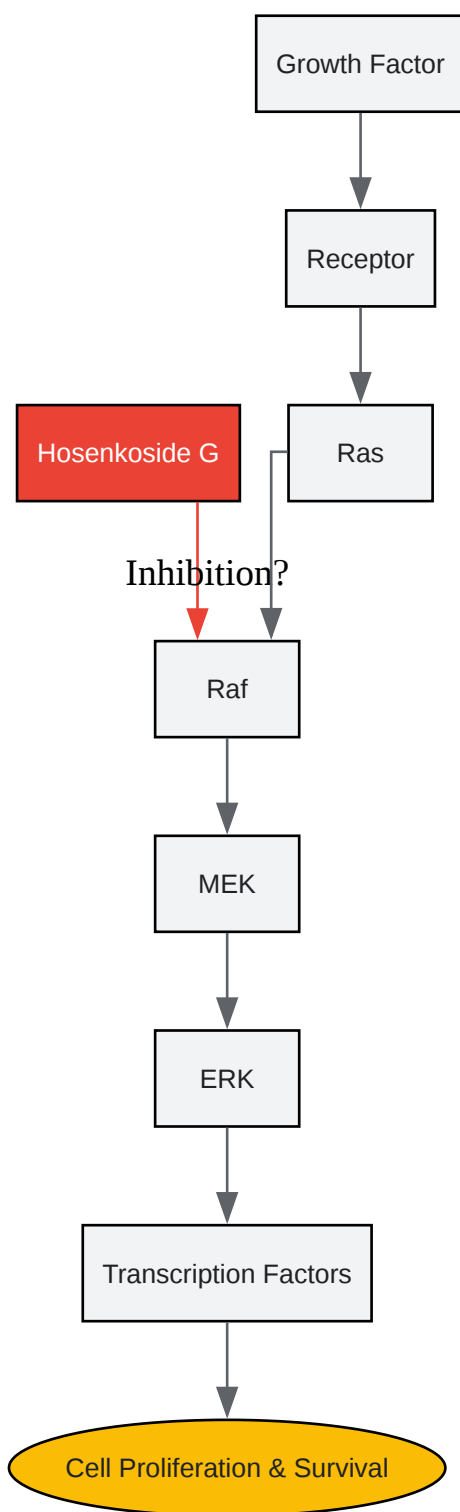 Growth Factor
Receptor
Hosenkoside G
Ras
Inhibition?
Raf
MEK
ERK
Transcription Factors
Cell Proliferation & Survival